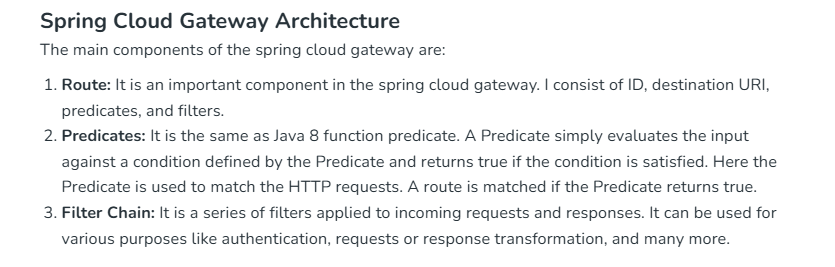 Spring Cloud Gateway Architecture
The main components of the spring cloud gateway are:
1. Route: It is an important component in the spring cloud gateway. I consist of ID, destination URI,
predicates, and filters.
2. Predicates: It is the same as Java 8 function predicate. A Predicate simply evaluates the input
against a condition defined by the Predicate and returns true if the condition is satisfied. Here the
Predicate is used to match the HTTP requests. A route is matched if the Predicate returns true.
3. Filter Chain: It is a series of filters applied to incoming requests and responses. It can be used for
various purposes like authentication, requests or response transformation, and many more.